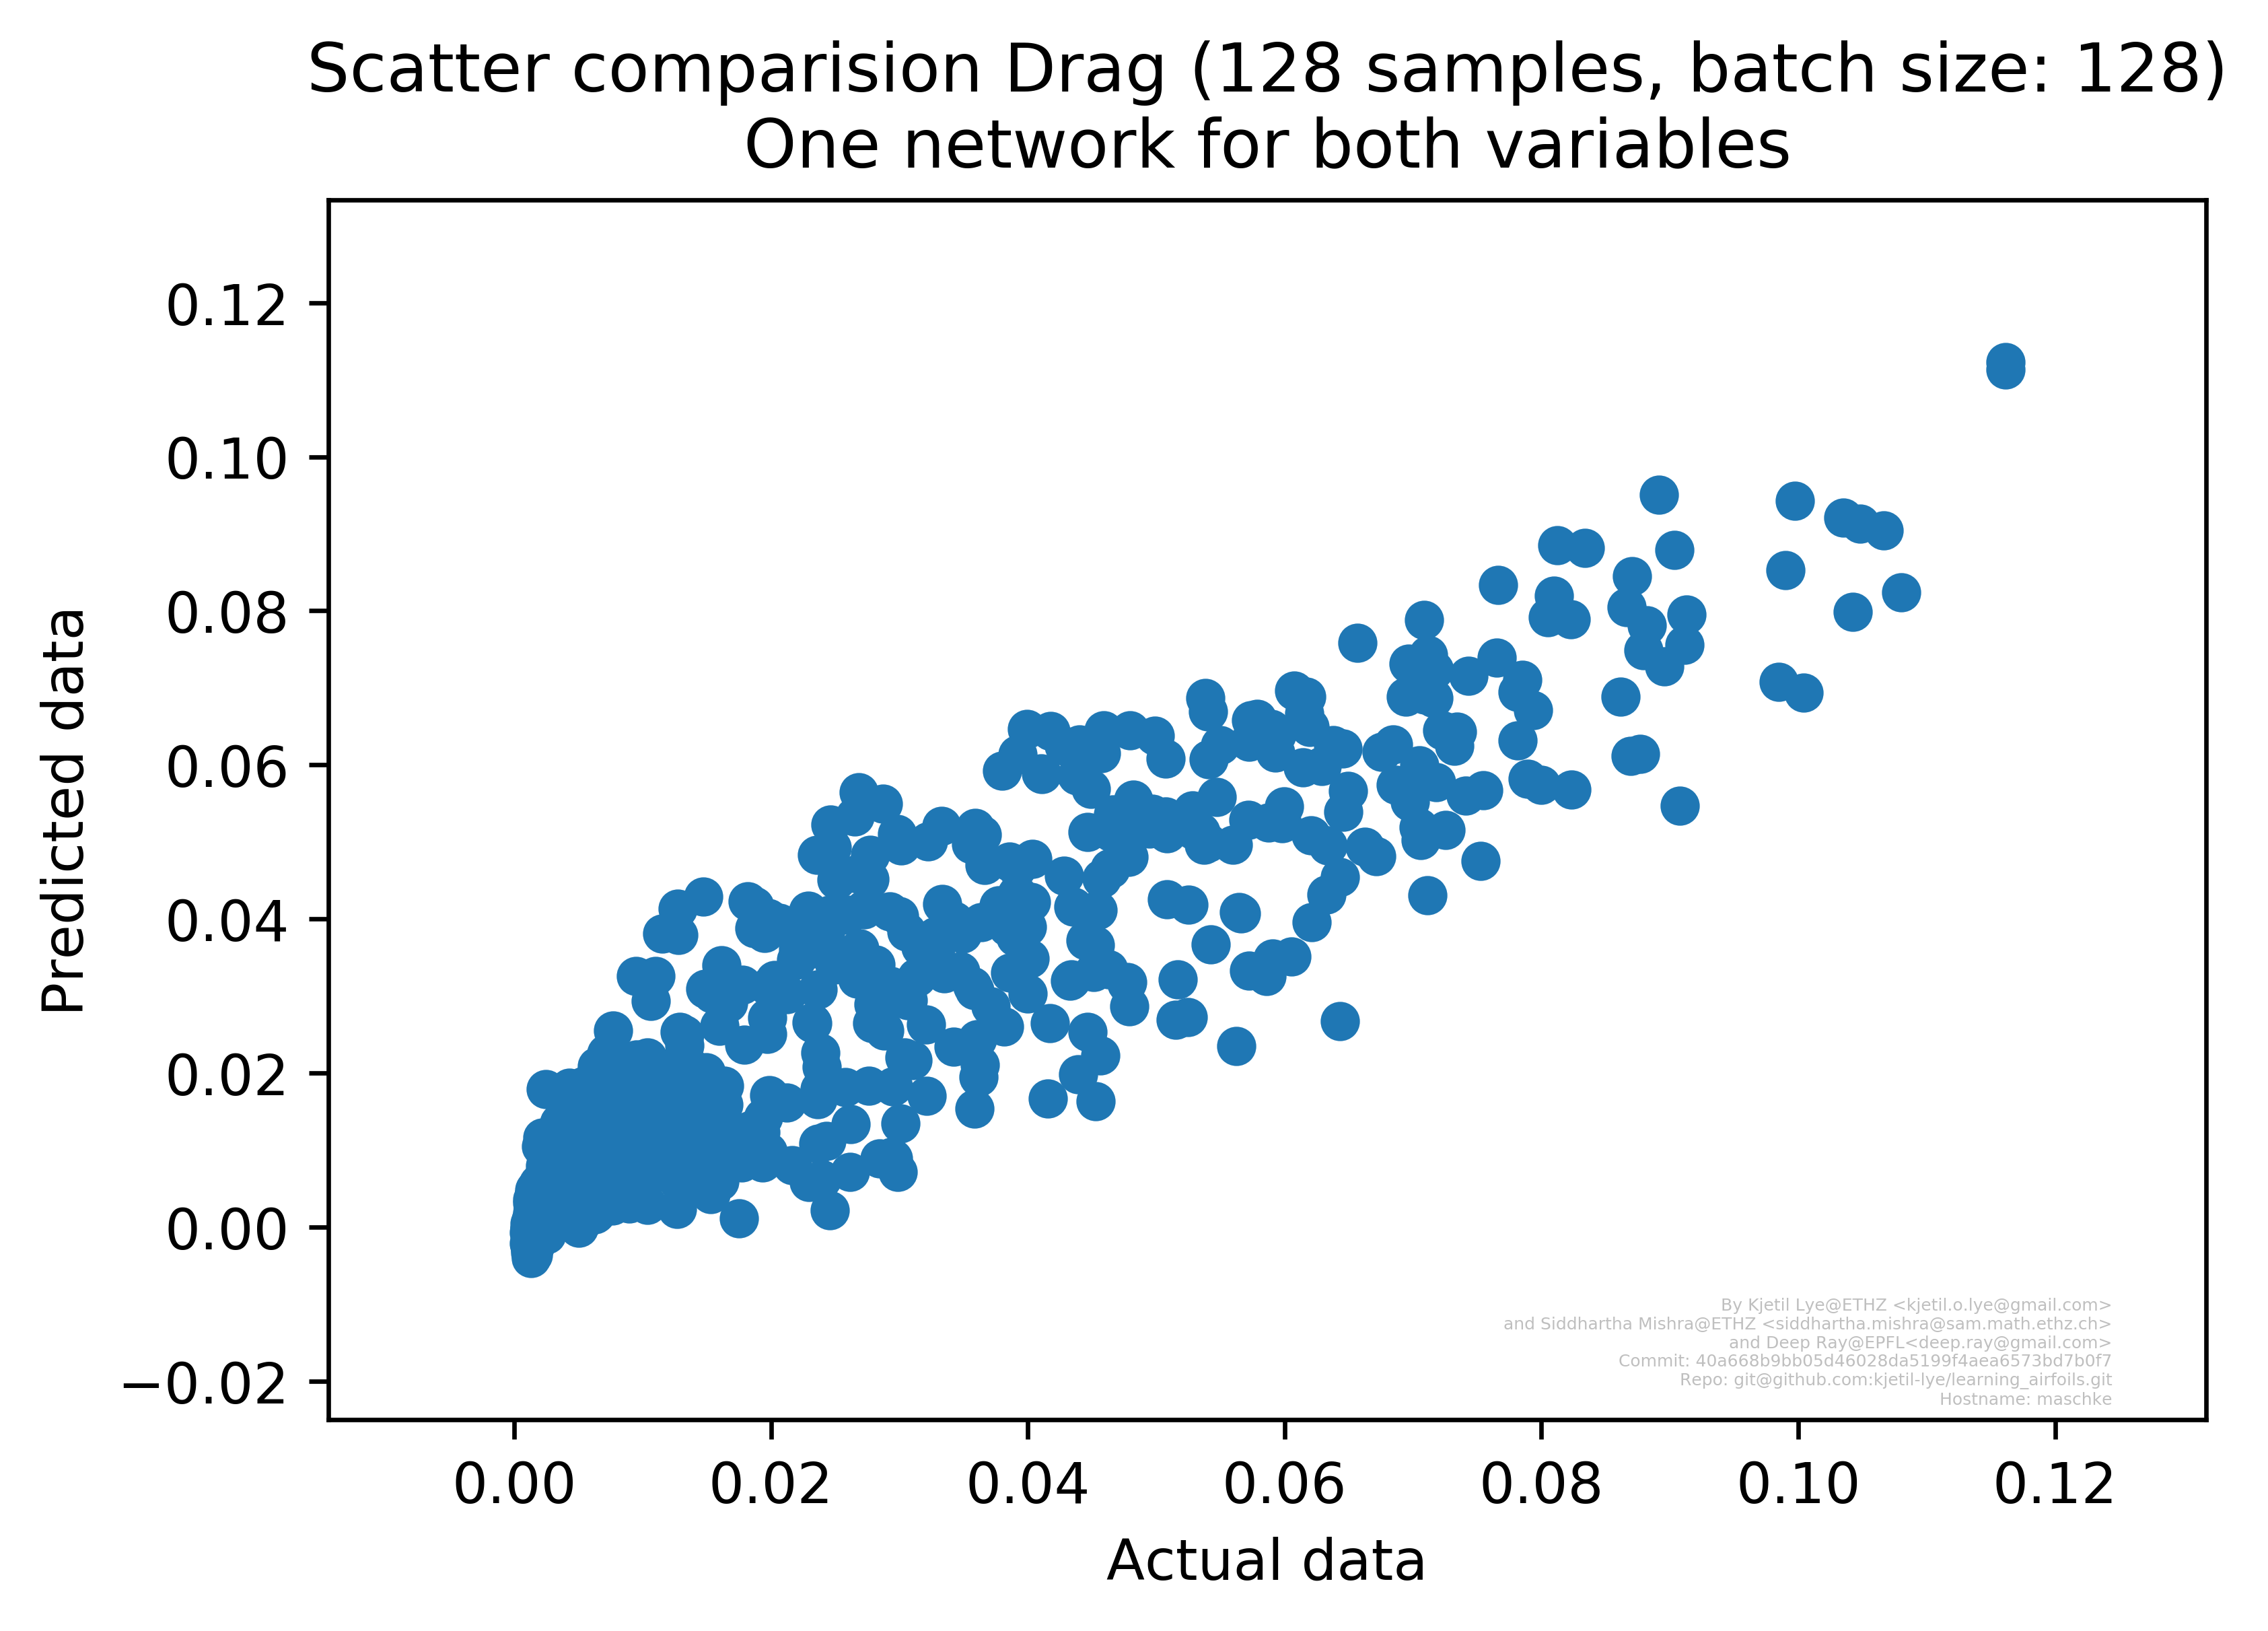 Scatter comparision Drag (128 samples, batch size: 128)
One network for both variables
0.12
0.10
0.08
0.06
0.04
0.02
0.00
−0.02
Predicted data
0.00 0.02 0.04 0.06 0.08 0.10 0.12
Actual data
By Kjetil Lye@ETHZ <kjetil.o.lye@gmail.com>
and Siddhartha Mishra@ETHZ <siddhartha.mishra@sam.math.ethz.ch>
and Deep Ray@EPFL<deep.ray@gmail.com>
Commit: 40a668b9bb05d46028da5199f4aea6573bd7b0f7
Repo: git@github.com:kjetil-lye/learning_airfoils.git
Hostname: maschke